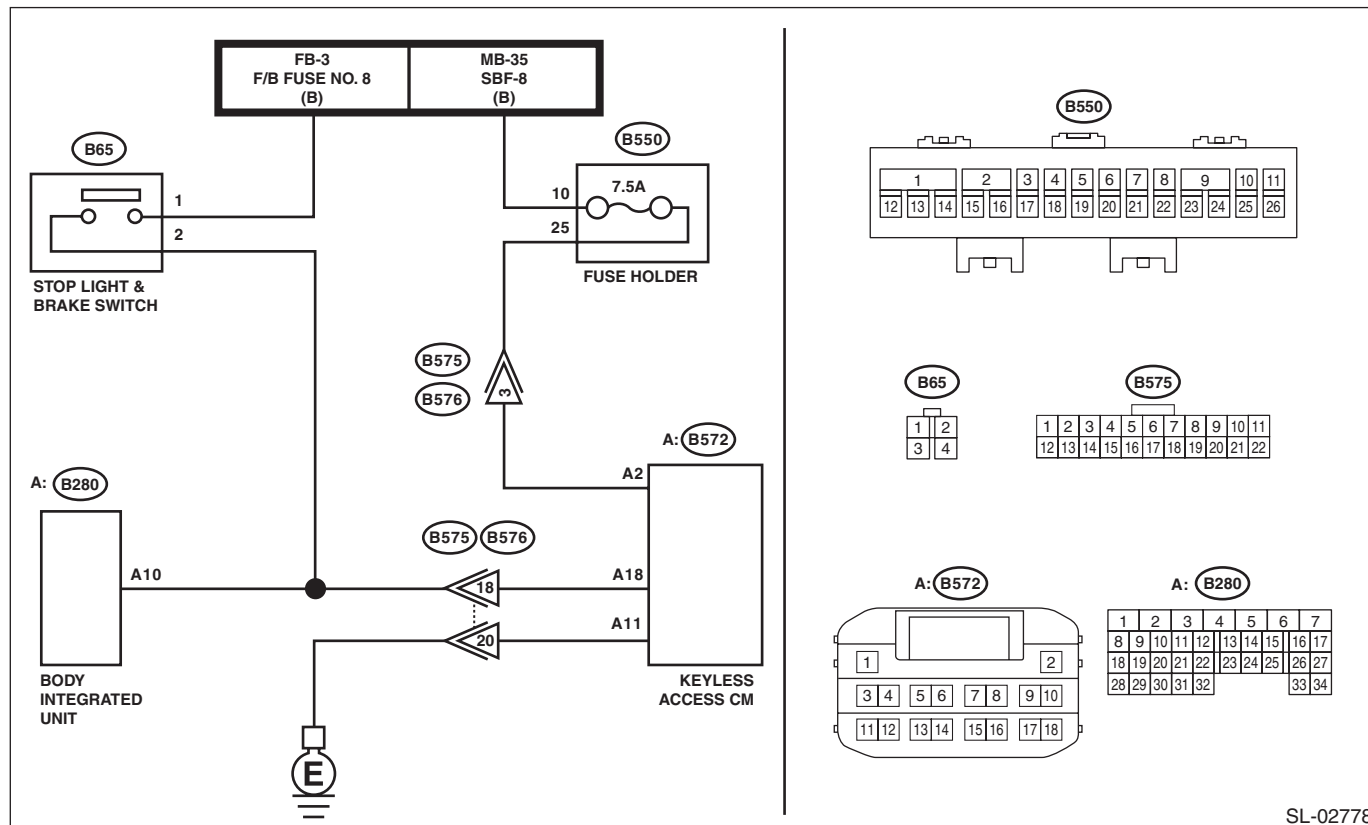 FB-3
F/B FUSE NO. 8
(B)
MB-35
SBF-8
(B)
B65
1
2
STOP LIGHT &
BRAKE SWITCH
B550
7.5A
10
25
FUSE HOLDER
B575
B576
3
A: B572
A2
A: B280
B575 B576
A10
18
A18
20
A11
BODY
INTEGRATED
UNIT
KEYLESS
ACCESS CM
E
B550
1 2 3 4 5 6 7 8 9 10 11
12 13 14 15 16 17 18 19 20 21 22 23 24 25 26
B65
1 2
3 4
B575
1 2 3 4 5 6 7 8 9 10 11
12 13 14 15 16 17 18 19 20 21 22
A: B572
1 2
3 4 5 6 7 8 9 10
11 12 13 14 15 16 17 18
A: B280
1 2 3 4 5 6 7
8 9 10 11 12 13 14 15 16 17
18 19 20 21 22 23 24 25 26 27
28 29 30 31 32 33 34
SL-02778